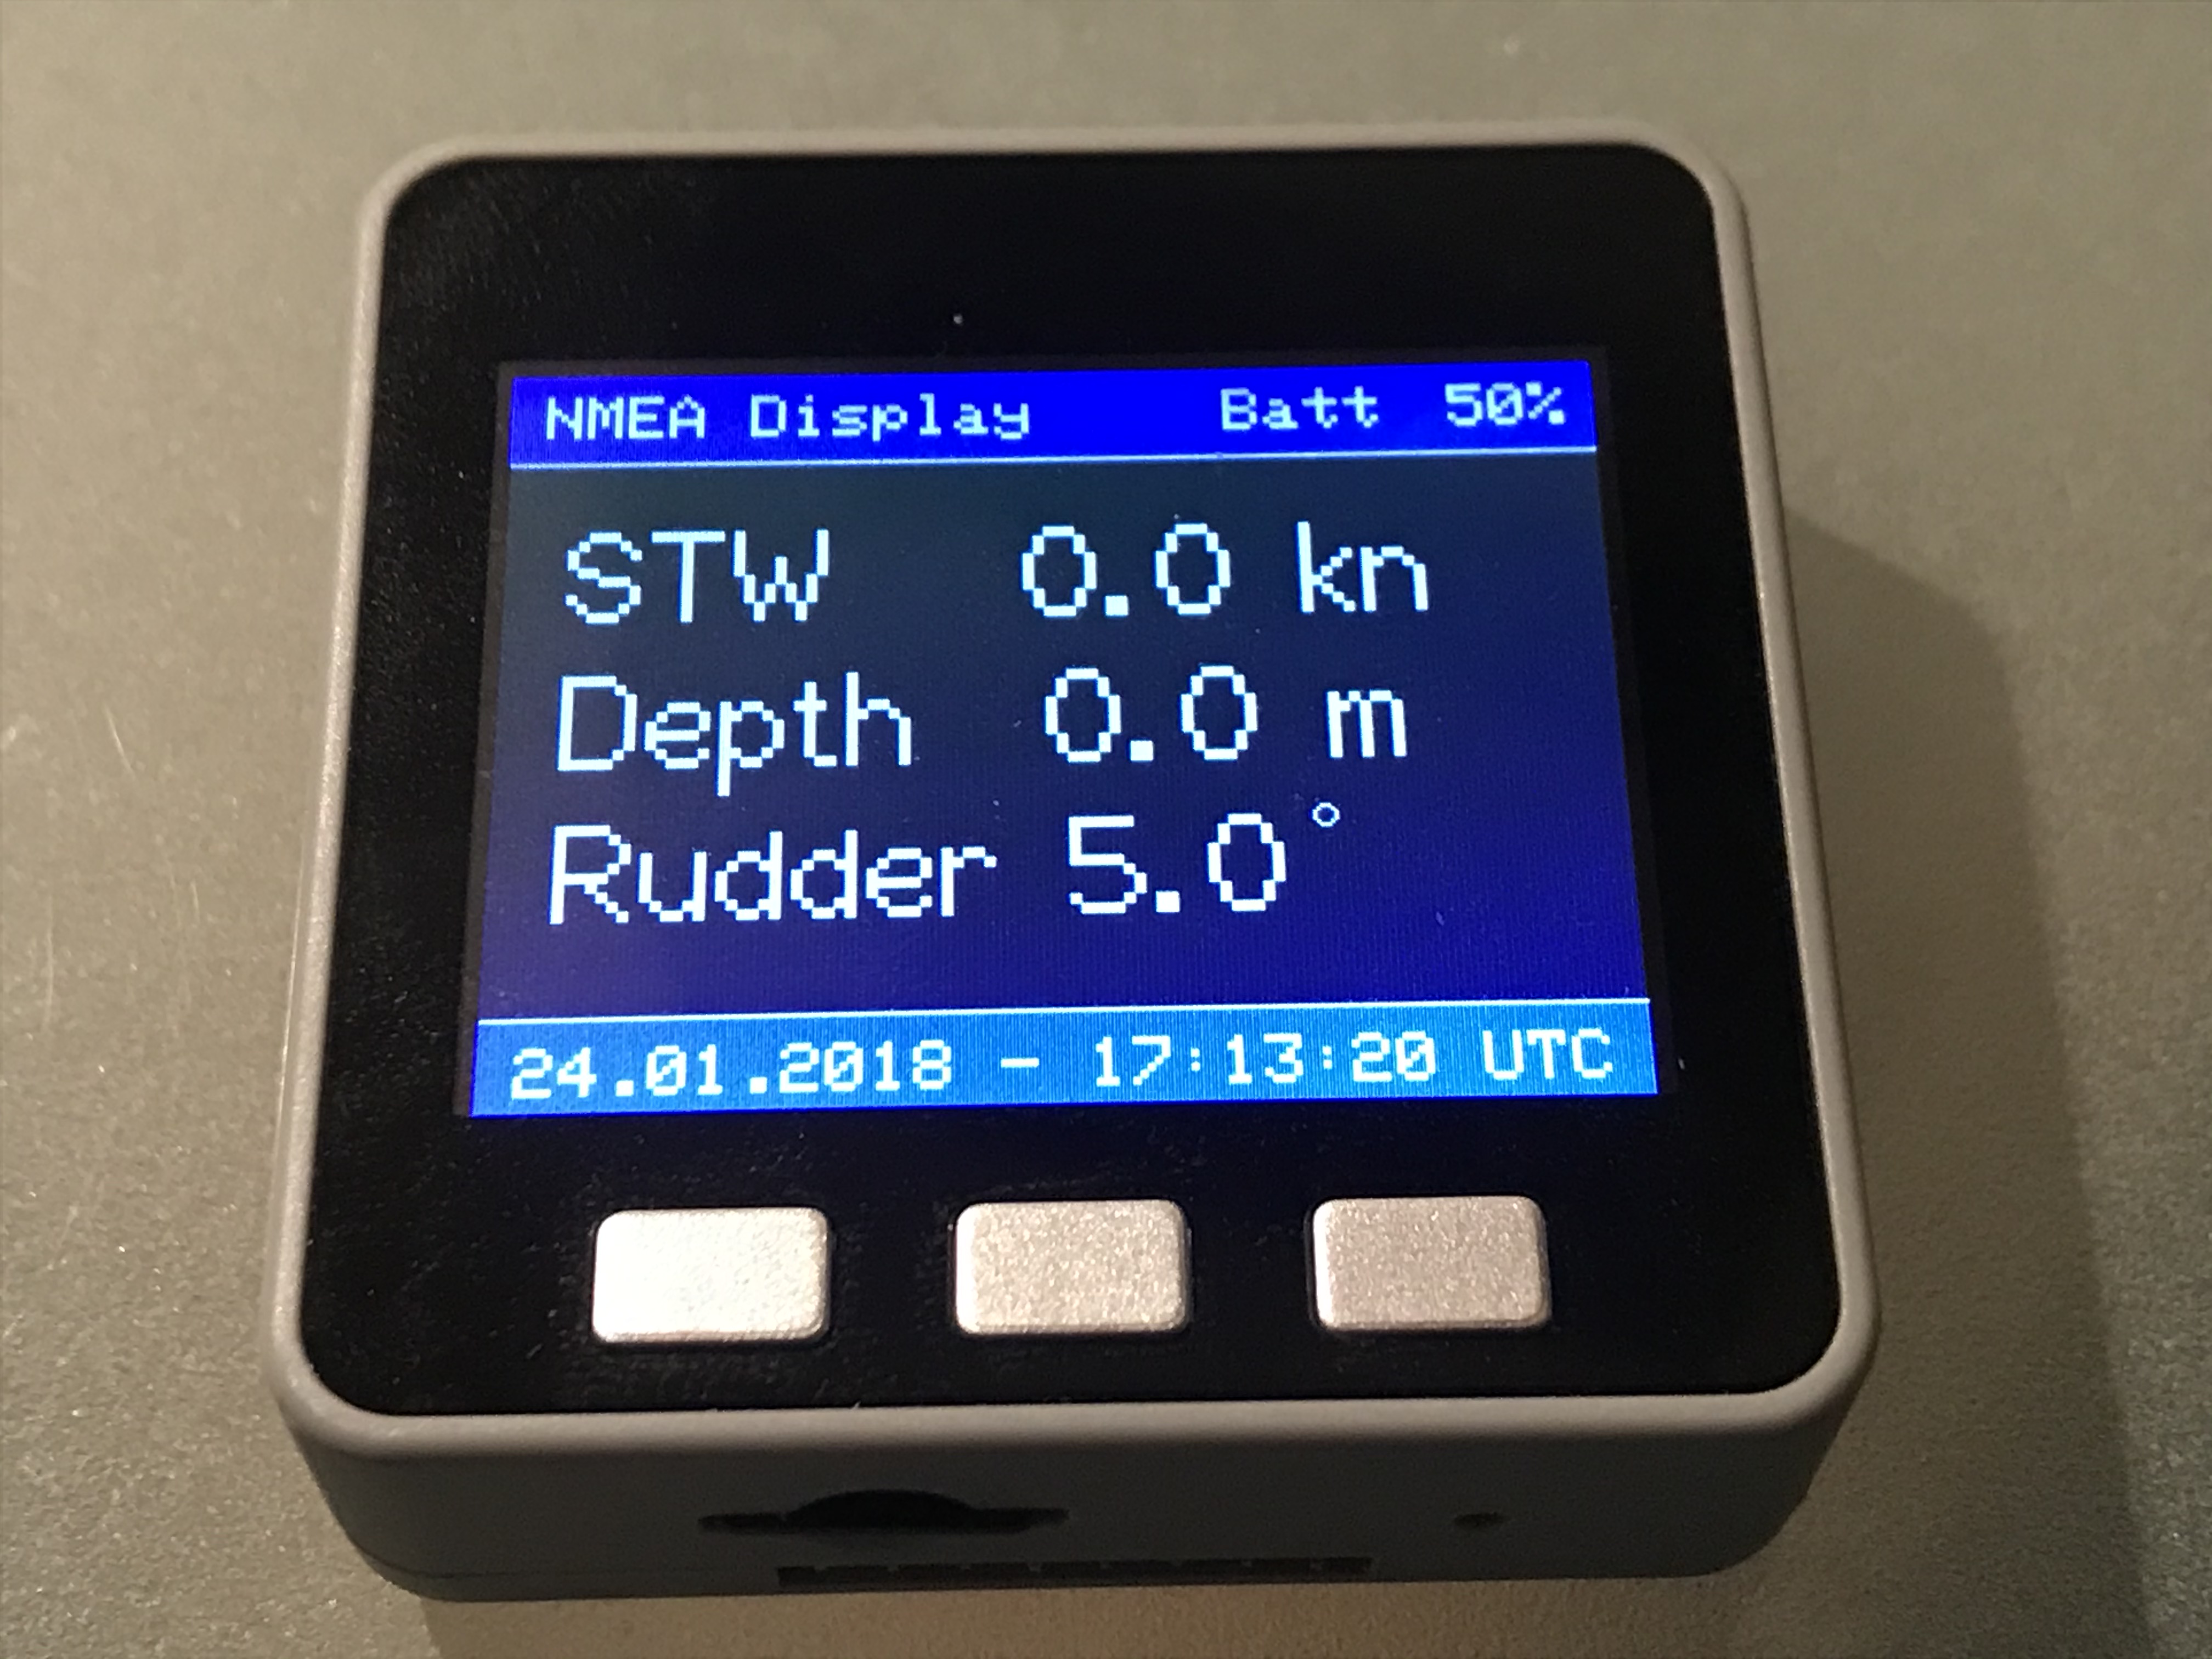 NMEA Display Batt 50%
STW 0.0 kn
Depth 0.0 m
Rudder 5.0°
24.01.2018 - 17:13:20 UTC